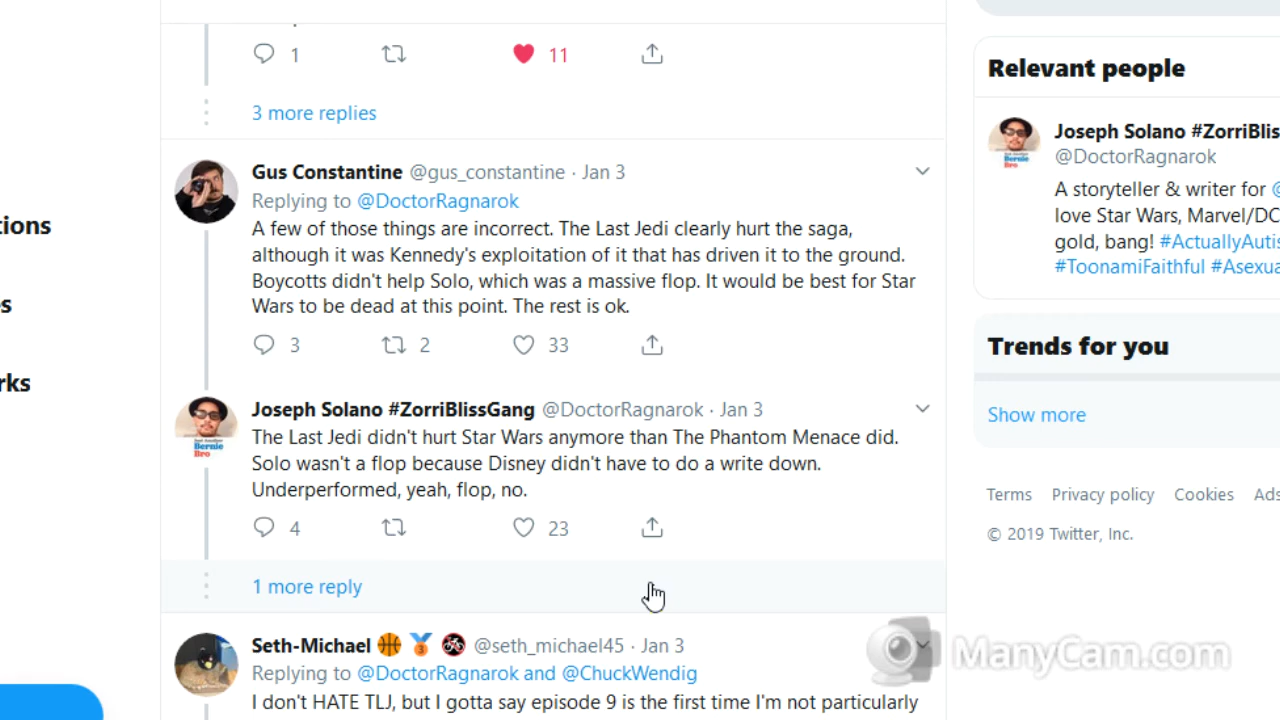 1 11
3 more replies
Relevant people
Joseph Solano #ZorriBlis
@DoctorRagnarok
A storyteller & writer for @
love Star Wars, Marvel/DC
gold, bang! #ActuallyAutis
#ToonamiFaithful #Asexua
Gus Constantine @gus_constantine · Jan 3
Replying to @DoctorRagnarok
A few of those things are incorrect. The Last Jedi clearly hurt the saga,
although it was Kennedy's exploitation of it that has driven it to the ground.
Boycotts didn't help Solo, which was a massive flop. It would be best for Star
Wars to be dead at this point. The rest is ok.
3 2 33
tions
s
rks
Trends for you
Show more
Joseph Solano #ZorriBlissGang @DoctorRagnarok · Jan 3
Bernie
Bro
The Last Jedi didn't hurt Star Wars anymore than The Phantom Menace did.
Solo wasn't a flop because Disney didn't have to do a write down.
Underperformed, yeah, flop, no.
4 23
Terms Privacy policy Cookies Ads
© 2019 Twitter, Inc.
1 more reply
Seth-Michael @seth_michael45 · Jan 3
Replying to @DoctorRagnarok and @ChuckWendig
I don't HATE TLJ, but I gotta say episode 9 is the first time I'm not particularly
ManyCam.com